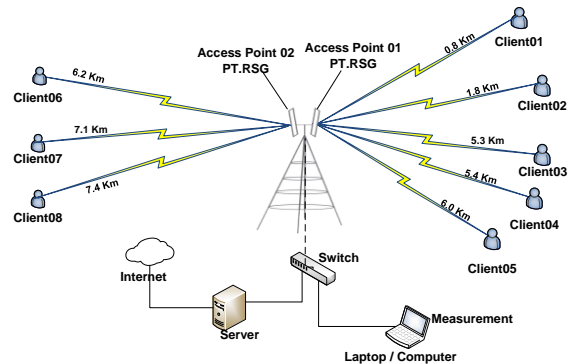 Access Point 02
PT.RSG
Access Point 01
PT.RSG
0.8 Km
Client01
6.2 Km
Client06
1.8 Km
Client02
7.1 Km
Client07
5.3 Km
Client03
7.4 Km
Client08
5.4 Km
Client04
6.0 Km
Client05
Internet
Switch
Server
Measurement
Laptop / Computer